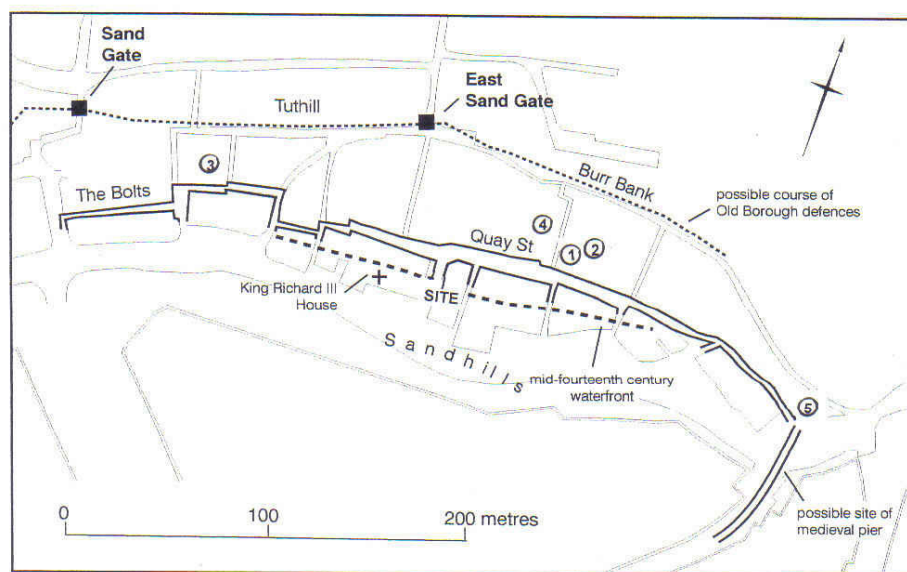 Sand
Gate
East
Sand Gate
Tuthill
Burr Bank
possible course of
Old Borough defences
The Bolts
3
4
1
2
Quay St
King Richard III
House
SITE
Sandhills
mid-fourteenth century
waterfront
5
possible site of
medieval pier
0
100
200 metres